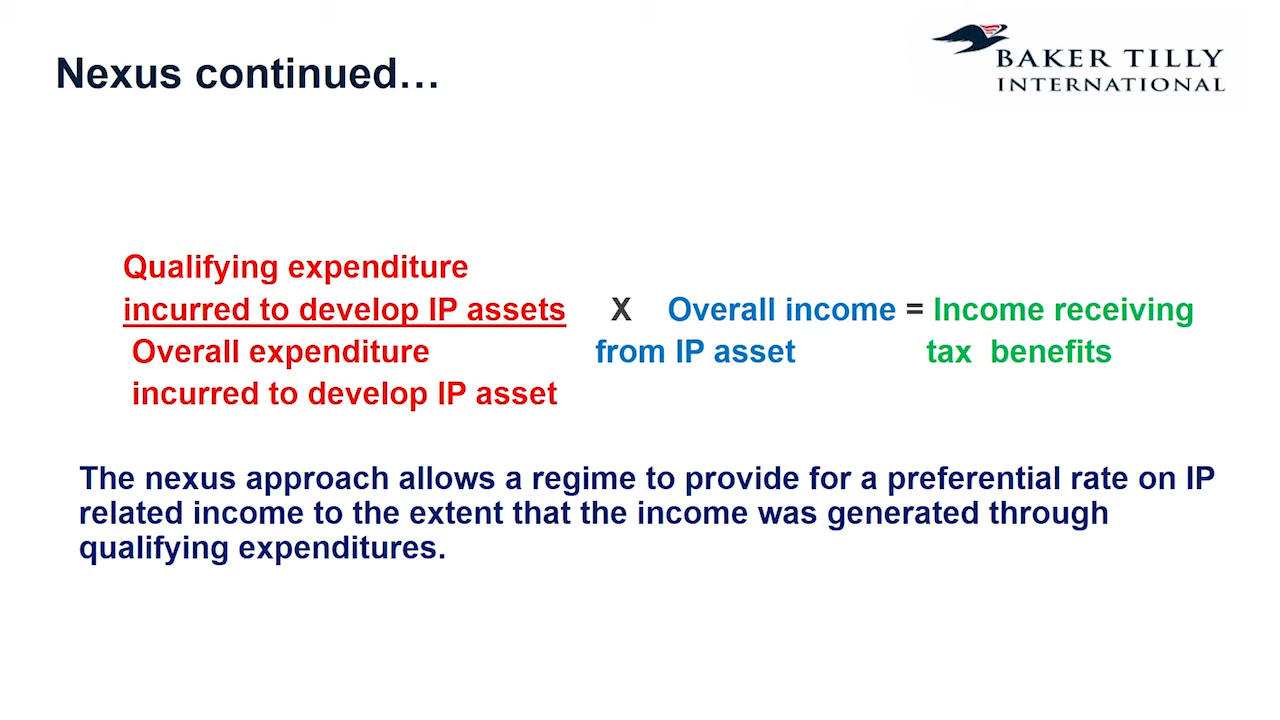 Nexus continued…
BAKER TILLY
INTERNATIONAL
Qualifying expenditure
incurred to develop IP assets X Overall income = Income receiving
Overall expenditure from IP asset tax benefits
incurred to develop IP asset
The nexus approach allows a regime to provide for a preferential rate on IP
related income to the extent that the income was generated through
qualifying expenditures.